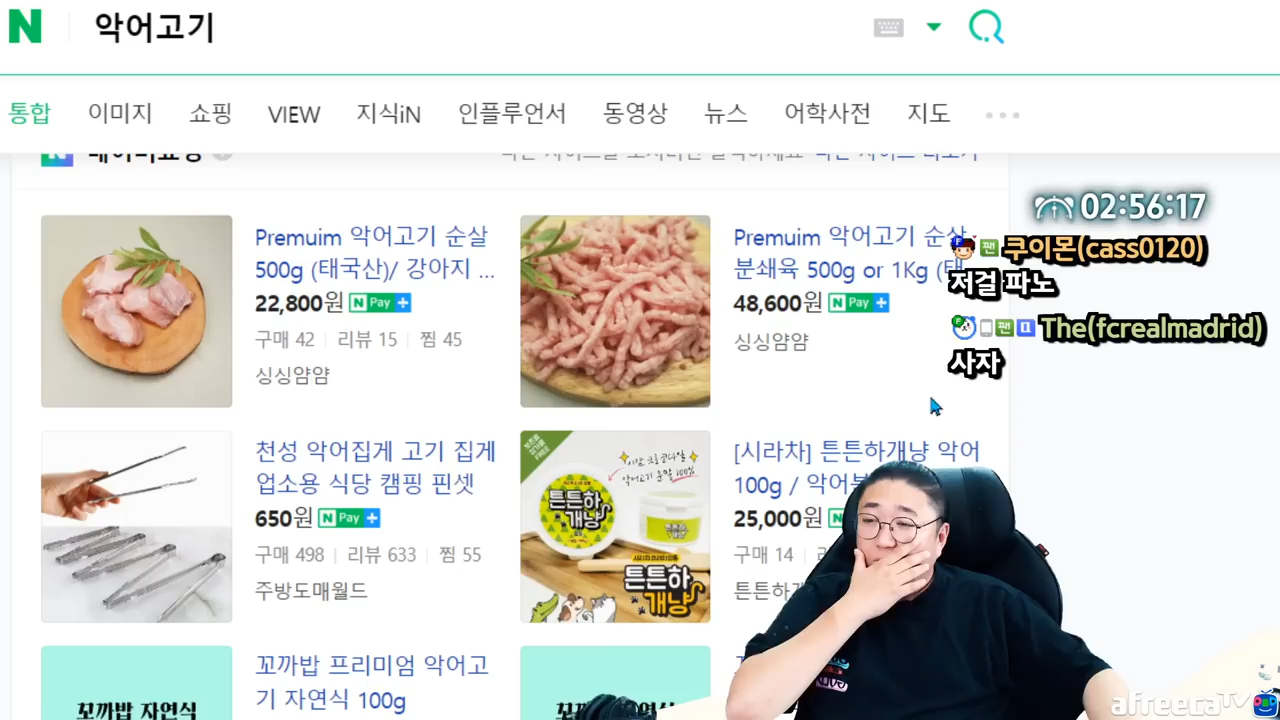 N
악어고기
통합 이미지 쇼핑 VIEW 지식iN 인플루언서 동영상 뉴스 어학사전 지도
Premuim 악어고기 순살
500g (태국산)/ 강아지 ...
22,800원 N Pay +
구매 42 리뷰 15 찜 45
싱싱얌얌
Premuim 악어고기 순살
분쇄육 500g or 1Kg (태
48,600원 N Pay +
싱싱얌얌
02:56:17
쿠이몬(cass0120)
저걸 파노
The(fcrealmadrid)
사자
천성 악어집게 고기 집게
업소용 식당 캠핑 핀셋
650원 N Pay +
구매 498 리뷰 633 찜 55
주방도매월드
튼튼하
개냥
튼튼하
개냥
[시라차] 튼튼하개냥 악어
100g / 악어
25,000원
구매 14
튼튼하
꼬까밥 자연식
꼬까밥 프리미엄 악어고
기 자연식 100g
afreecaTV